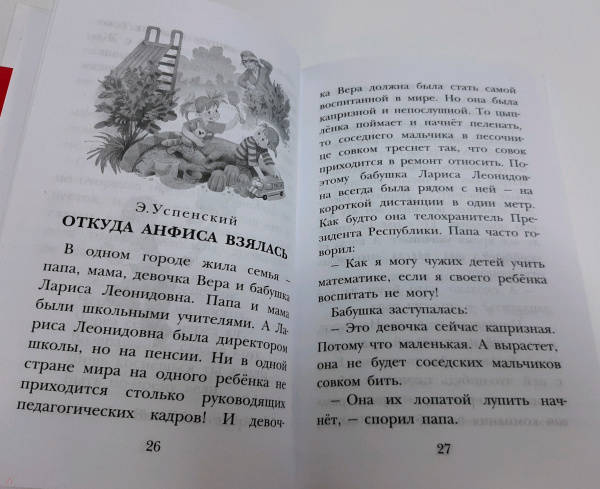 Э.Успенский
ОТКУДА АНФИСА ВЗЯЛАСЬ
В одном городе жила семья –
папа, мама, девочка Вера и бабушка
Лариса Леонидовна. Папа и мама
были школьными учителями. А Ла-
риса Леонидовна была директором
школы, но на пенсии. Ни в одной
стране мира на одного ребёнка не
приходится столько руководящих
педагогических кадров! И девоч-
26
ка Вера должна была стать самой
воспитанной в мире. Но она была
капризной и непослушной. То цып-
лёнка поймает и начнёт пеленать,
то соседнего мальчика в песочни-
це совком треснет так, что совок
приходится в ремонт относить. По-
этому бабушка Лариса Леонидов-
на всегда была рядом с ней – на
короткой дистанции в один метр.
Как будто она телохранитель Пре-
зидента Республики. Папа часто го-
ворил:
– Как я могу чужих детей учить
математике, если я своего ребёнка
воспитать не могу!
Бабушка заступалась:
– Это девочка сейчас капризная.
Потому что маленькая. А вырастет,
она не будет соседских мальчиков
совком бить.
– Она их лопатой лупить нач-
нёт, – спорил папа.
27